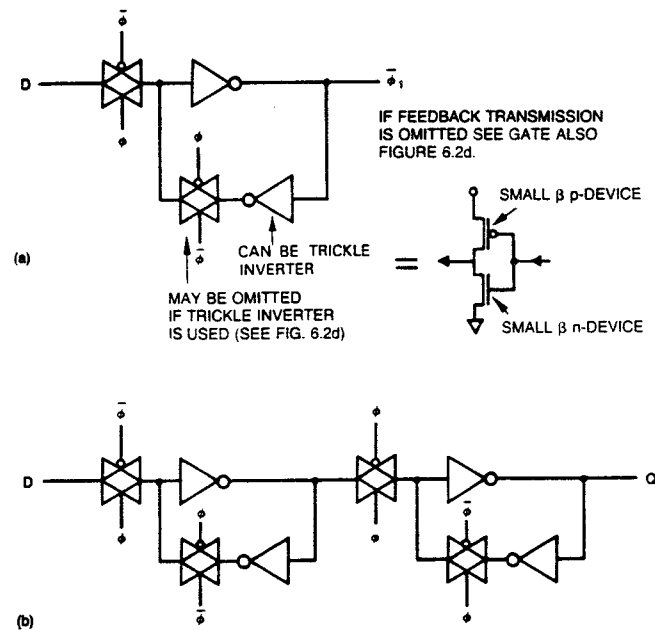 φ̄
D
φ̄₁
φ
φ
IF FEEDBACK TRANSMISSION
IS OMITTED SEE GATE ALSO
FIGURE 6.2d.
SMALL β p-DEVICE
φ̄
(a)
CAN BE TRICKLE
INVERTER
=
MAY BE OMITTED
IF TRICKLE INVERTER
IS USED (SEE FIG. 6.2d)
SMALL β n-DEVICE
φ̄
φ
D
Q
φ
φ
φ
φ̄
φ̄
φ
(b)